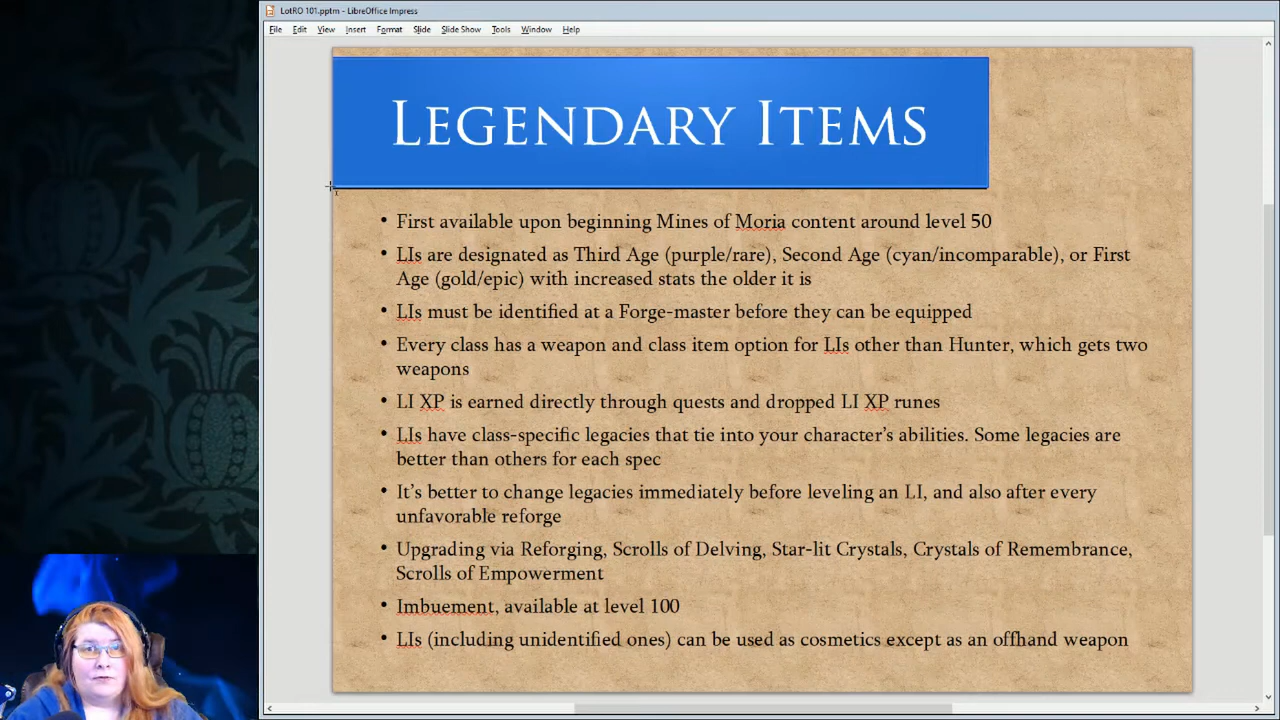 LotRO 101.pptm - LibreOffice Impress
File Edit View Insert Format Slide Slide Show Tools Window Help
Legendary Items
• First available upon beginning Mines of Moria content around level 50
• LIs are designated as Third Age (purple/rare), Second Age (cyan/incomparable), or First
Age (gold/epic) with increased stats the older it is
• LIs must be identified at a Forge-master before they can be equipped
• Every class has a weapon and class item option for LIs other than Hunter, which gets two
weapons
• LI XP is earned directly through quests and dropped LI XP runes
• LIs have class-specific legacies that tie into your character’s abilities. Some legacies are
better than others for each spec
• It’s better to change legacies immediately before leveling an LI, and also after every
unfavorable reforge
• Upgrading via Reforging, Scrolls of Delving, Star-lit Crystals, Crystals of Remembrance,
Scrolls of Empowerment
• Imbuement, available at level 100
• LIs (including unidentified ones) can be used as cosmetics except as an offhand weapon